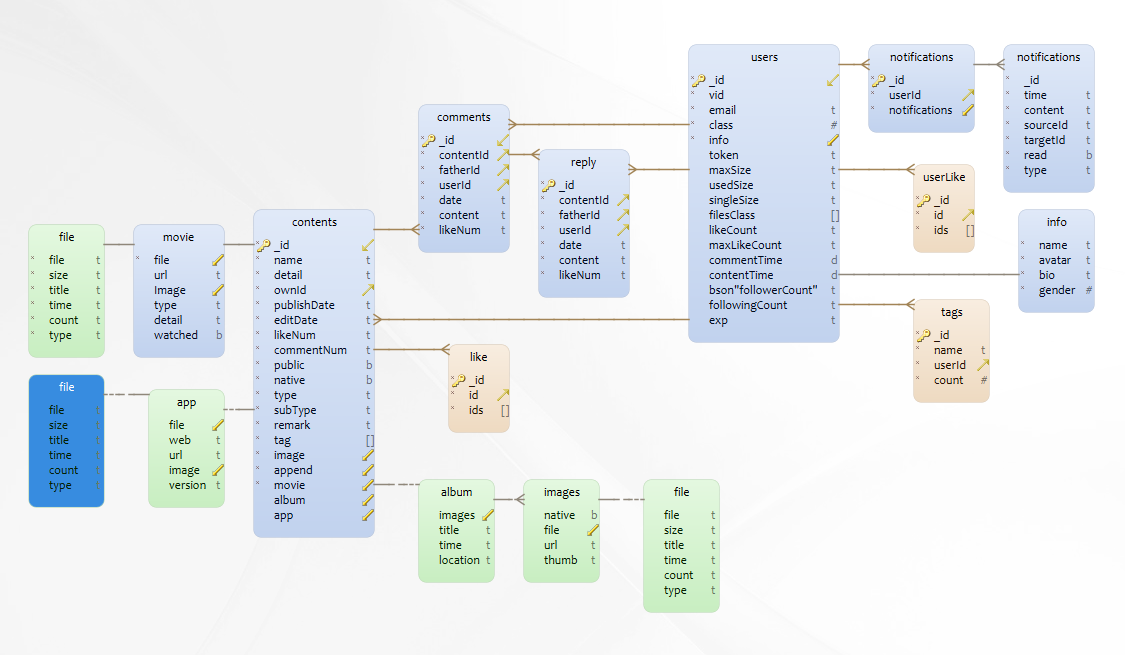 users
_id
vid
email t
class #
info
token t
maxSize t
usedSize t
singleSize t
filesClass []
likeCount t
maxLikeCount t
commentTime d
contentTime d
bson"followerCount" t
followingCount t
exp t
notifications
_id
userId
notifications
notifications
_id
time t
content t
sourceId t
targetId t
read b
type t
comments
_id
contentId
fatherId
userId
date t
content t
likeNum t
reply
_id
contentId
fatherId
userId
date t
content t
likeNum t
userLike
_id
id
ids []
info
name t
avatar t
bio t
gender #
tags
_id
name t
userId
count #
contents
_id
name t
detail t
ownId
publishDate t
editDate t
likeNum t
commentNum t
public b
native b
type t
subType t
remark t
tag []
image
append
movie
album
app
file
file t
size t
title t
time t
count t
type t
movie
file
url t
Image
type t
detail t
watched b
like
_id
id
ids []
file
file t
size t
title t
time t
count t
type t
app
file
web t
url t
image
version t
album
images
title t
time t
location t
images
native b
file
url t
thumb t
file
file t
size t
title t
time t
count t
type t